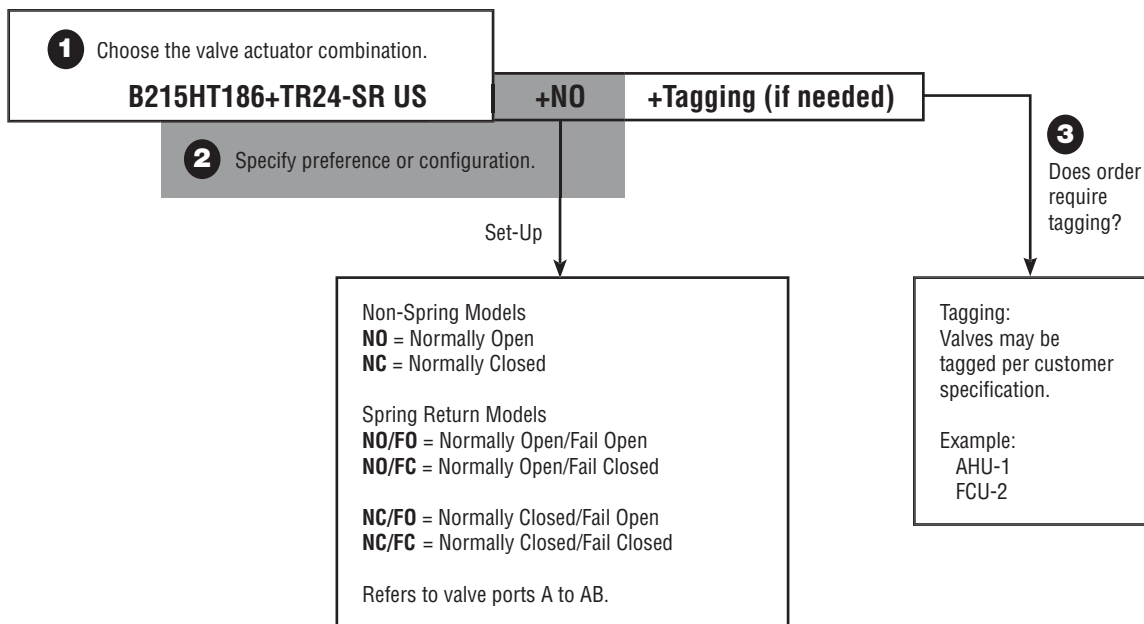 1 Choose the valve actuator combination.
B215HT186+TR24-SR US +NO +Tagging (if needed)
2 Specify preference or configuration.
3
Does order
require
tagging?
Set-Up
Non-Spring Models
NO = Normally Open
NC = Normally Closed
Spring Return Models
NO/FO = Normally Open/Fail Open
NO/FC = Normally Open/Fail Closed
NC/FO = Normally Closed/Fail Open
NC/FC = Normally Closed/Fail Closed
Refers to valve ports A to AB.
Tagging:
Valves may be
tagged per customer
specification.
Example:
AHU-1
FCU-2